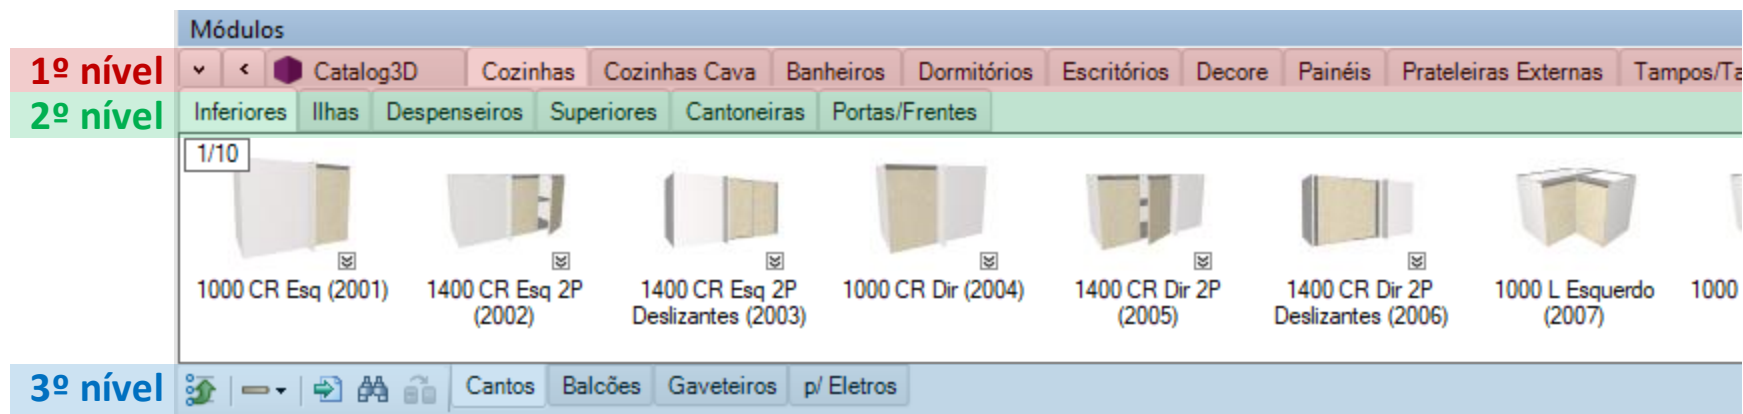 Módulos
1º nível Catalog3D Cozinhas Cozinhas Cava Banheiros Dormitórios Escritórios Decore Painéis Prateleiras Externas Tampos/Ta
2º nível Inferiores Ilhas Despenseiros Superiores Cantoneiras Portas/Frentes
1/10
1000 CR Esq (2001) 1400 CR Esq 2P 1400 CR Esq 2P 1000 CR Dir (2004) 1400 CR Dir 2P 1400 CR Dir 2P 1000 L Esquerdo 1000
(2002) Deslizantes (2003) (2005) Deslizantes (2006) (2007)
3º nível Cantos Balcões Gaveteiros p/ Eletros